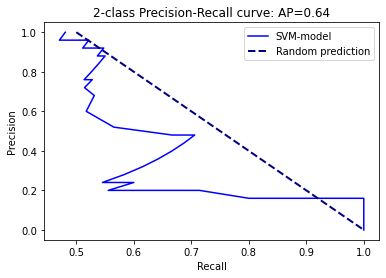 2-class Precision-Recall curve: AP=0.64
SVM-model
Random prediction
Precision
1.0
0.8
0.6
0.4
0.2
0.0
0.5 0.6 0.7 0.8 0.9 1.0
Recall